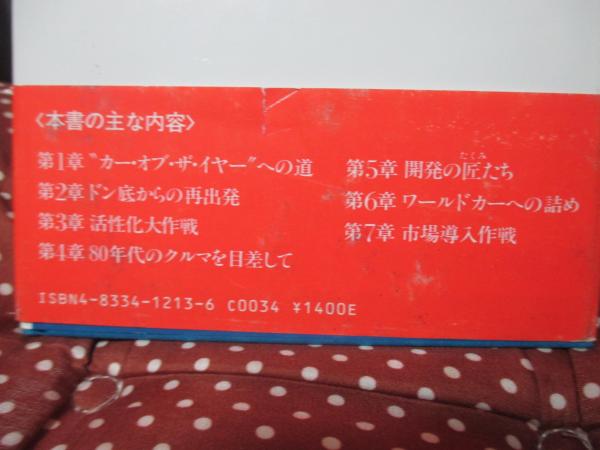 〈本書の主な内容〉
第1章 〝カー・オブ・ザ・イヤー〟への道
第2章 ドン底からの再出発
第3章 活性化大作戦
第4章 80年代のクルマを目差して
第5章 開発の匠たち
たくみ
第6章 ワールドカーへの詰め
第7章 市場導入作戦
ISBN4-8334-1213-6 C0034 ¥1400E